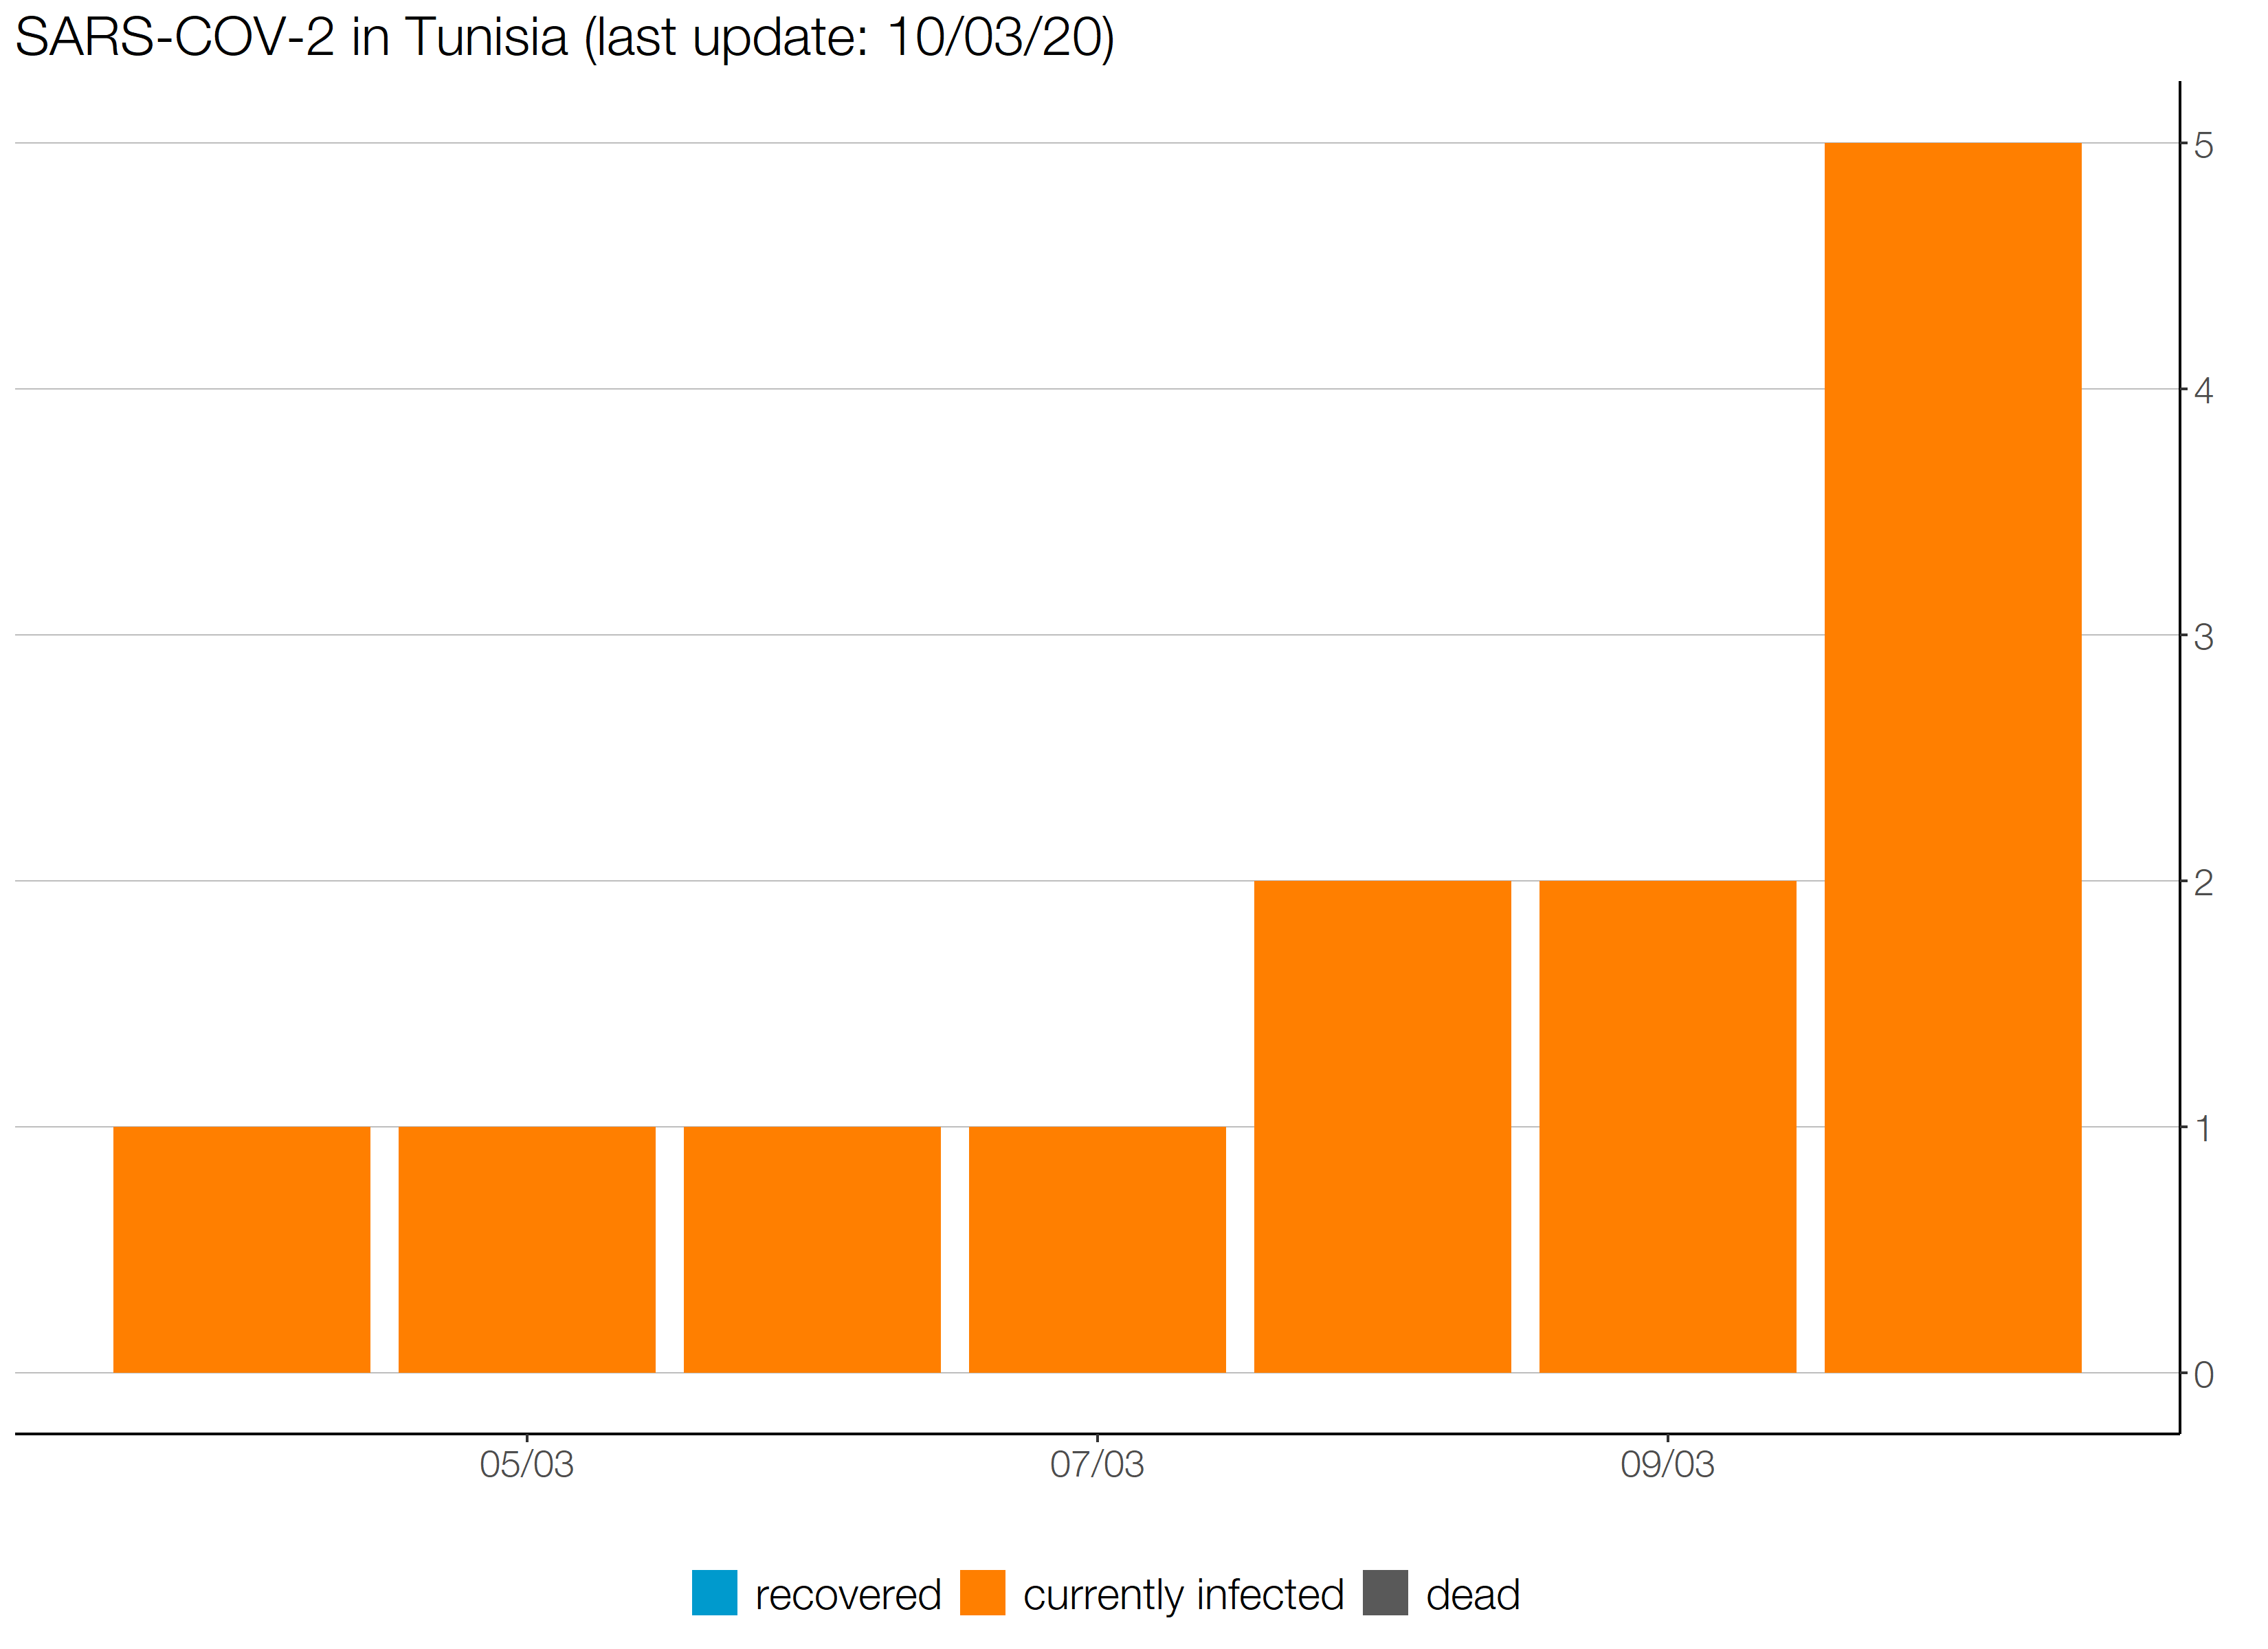 SARS-COV-2 in Tunisia (last update: 10/03/20)
5
4
3
2
1
0
05/03 07/03 09/03
recovered currently infected dead